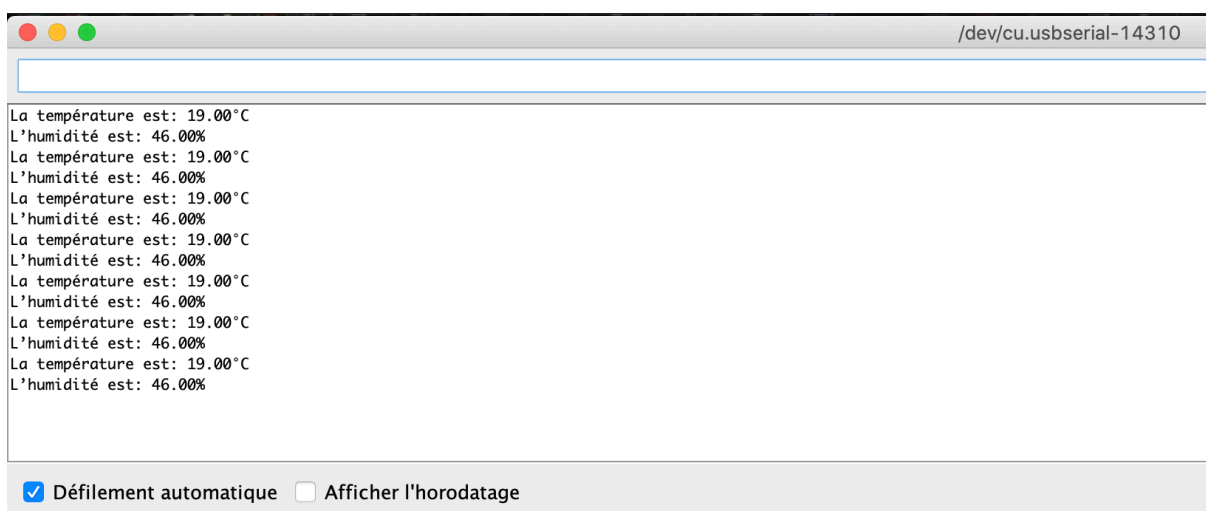 /dev/cu.usbserial-14310
La température est: 19.00°C
L’humidité est: 46.00%
La température est: 19.00°C
L’humidité est: 46.00%
La température est: 19.00°C
L’humidité est: 46.00%
La température est: 19.00°C
L’humidité est: 46.00%
La température est: 19.00°C
L’humidité est: 46.00%
La température est: 19.00°C
L’humidité est: 46.00%
La température est: 19.00°C
L’humidité est: 46.00%
Défilement automatique Afficher l'horodatage